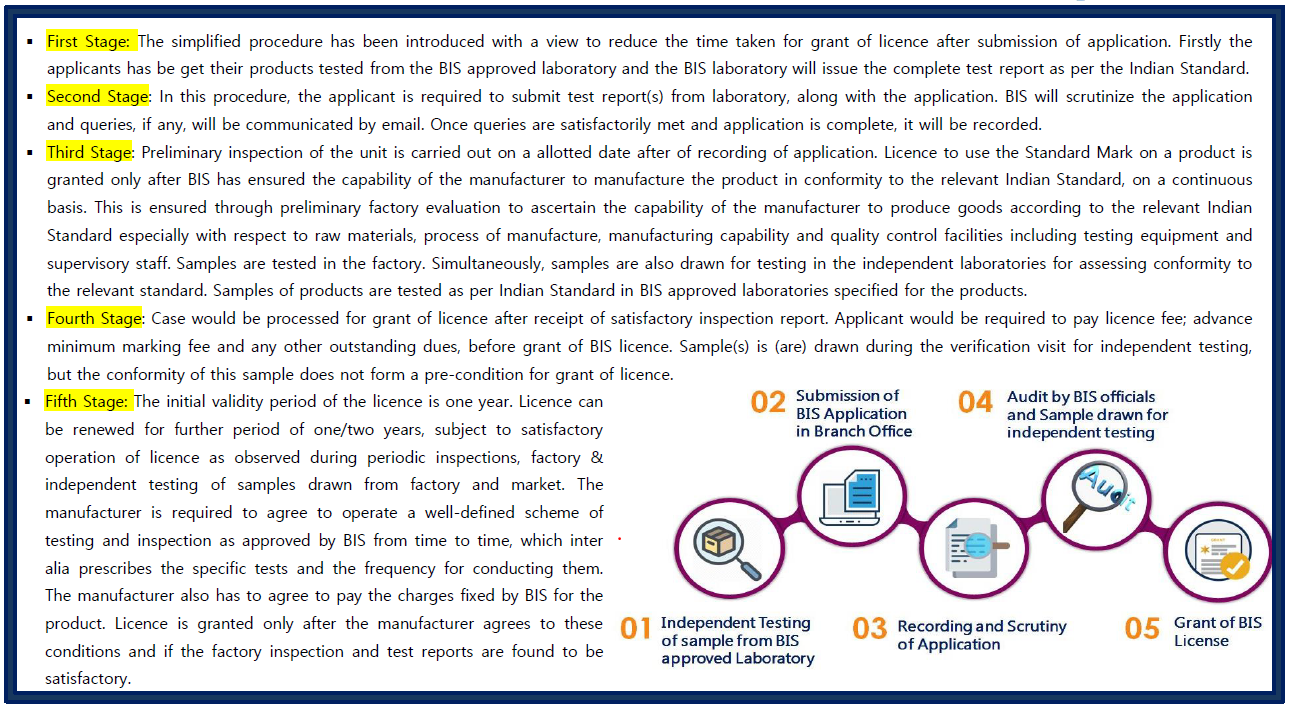 ▪ First Stage: The simplified procedure has been introduced with a view to reduce the time taken for grant of licence after submission of application. Firstly the
applicants has be get their products tested from the BIS approved laboratory and the BIS laboratory will issue the complete test report as per the Indian Standard.
▪ Second Stage: In this procedure, the applicant is required to submit test report(s) from laboratory, along with the application. BIS will scrutinize the application
and queries, if any, will be communicated by email. Once queries are satisfactorily met and application is complete, it will be recorded.
▪ Third Stage: Preliminary inspection of the unit is carried out on a allotted date after of recording of application. Licence to use the Standard Mark on a product is
granted only after BIS has ensured the capability of the manufacturer to manufacture the product in conformity to the relevant Indian Standard, on a continuous
basis. This is ensured through preliminary factory evaluation to ascertain the capability of the manufacturer to produce goods according to the relevant Indian
Standard especially with respect to raw materials, process of manufacture, manufacturing capability and quality control facilities including testing equipment and
supervisory staff. Samples are tested in the factory. Simultaneously, samples are also drawn for testing in the independent laboratories for assessing conformity to
the relevant standard. Samples of products are tested as per Indian Standard in BIS approved laboratories specified for the products.
▪ Fourth Stage: Case would be processed for grant of licence after receipt of satisfactory inspection report. Applicant would be required to pay licence fee; advance
minimum marking fee and any other outstanding dues, before grant of BIS licence. Sample(s) is (are) drawn during the verification visit for independent testing,
but the conformity of this sample does not form a pre-condition for grant of licence.
▪ Fifth Stage: The initial validity period of the licence is one year. Licence can
be renewed for further period of one/two years, subject to satisfactory
operation of licence as observed during periodic inspections, factory &
independent testing of samples drawn from factory and market. The
manufacturer is required to agree to operate a well-defined scheme of
testing and inspection as approved by BIS from time to time, which inter
alia prescribes the specific tests and the frequency for conducting them.
The manufacturer also has to agree to pay the charges fixed by BIS for the
product. Licence is granted only after the manufacturer agrees to these
conditions and if the factory inspection and test reports are found to be
satisfactory.
01 Independent Testing
of sample from BIS
approved Laboratory
02 Submission of
BIS Application
in Branch Office
03 Recording and Scrutiny
of Application
04 Audit by BIS officials
and Sample drawn for
independent testing
Audit
05 Grant of BIS
License